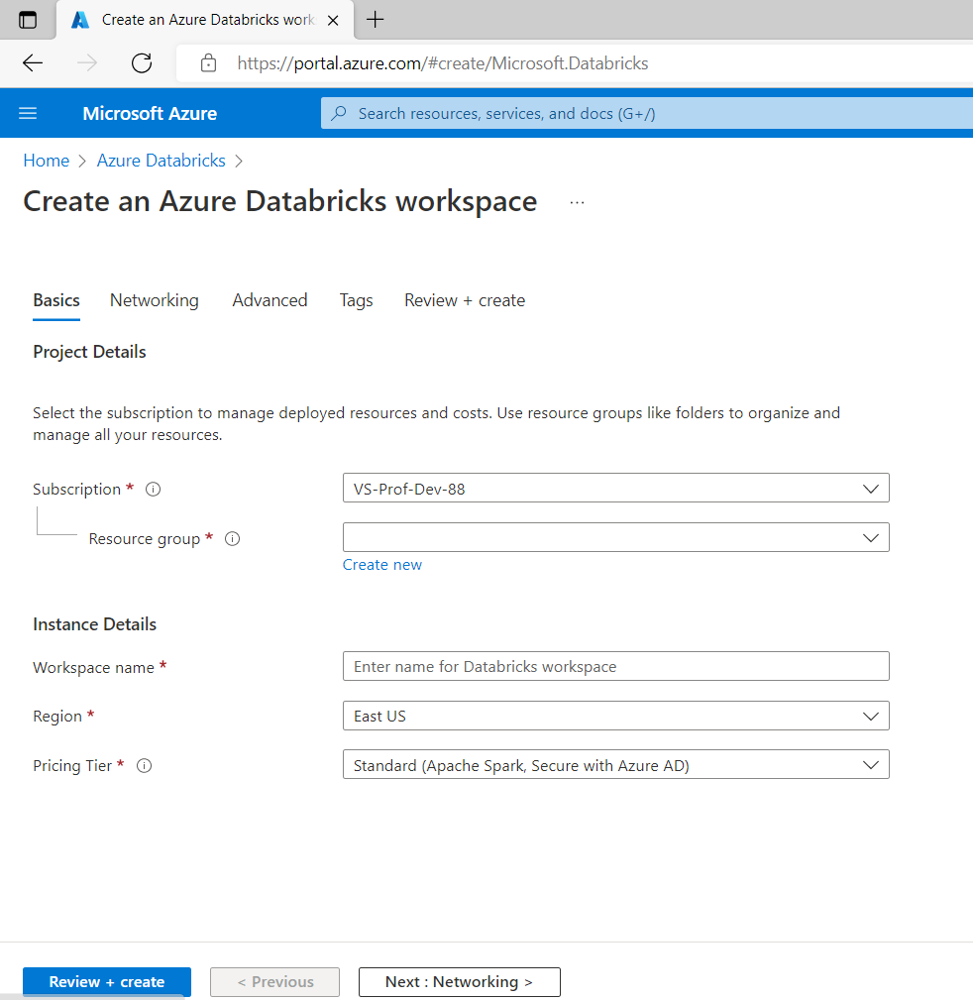 Create an Azure Databricks work
https://portal.azure.com/#create/Microsoft.Databricks
Microsoft Azure
Search resources, services, and docs (G+/)
Home > Azure Databricks >
Create an Azure Databricks workspace ...
Basics Networking Advanced Tags Review + create
Project Details
Select the subscription to manage deployed resources and costs. Use resource groups like folders to organize and
manage all your resources.
Subscription * VS-Prof-Dev-88
Resource group *
Create new
Instance Details
Workspace name * Enter name for Databricks workspace
Region * East US
Pricing Tier * Standard (Apache Spark, Secure with Azure AD)
Review + create < Previous Next : Networking >